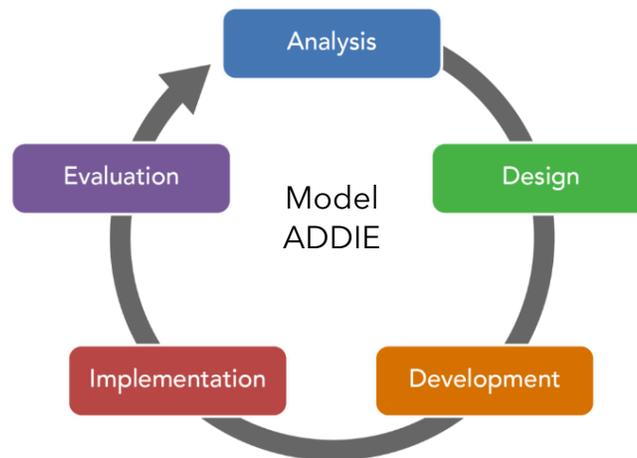 Analysis
Evaluation
Design
Model
ADDIE
Implementation
Development